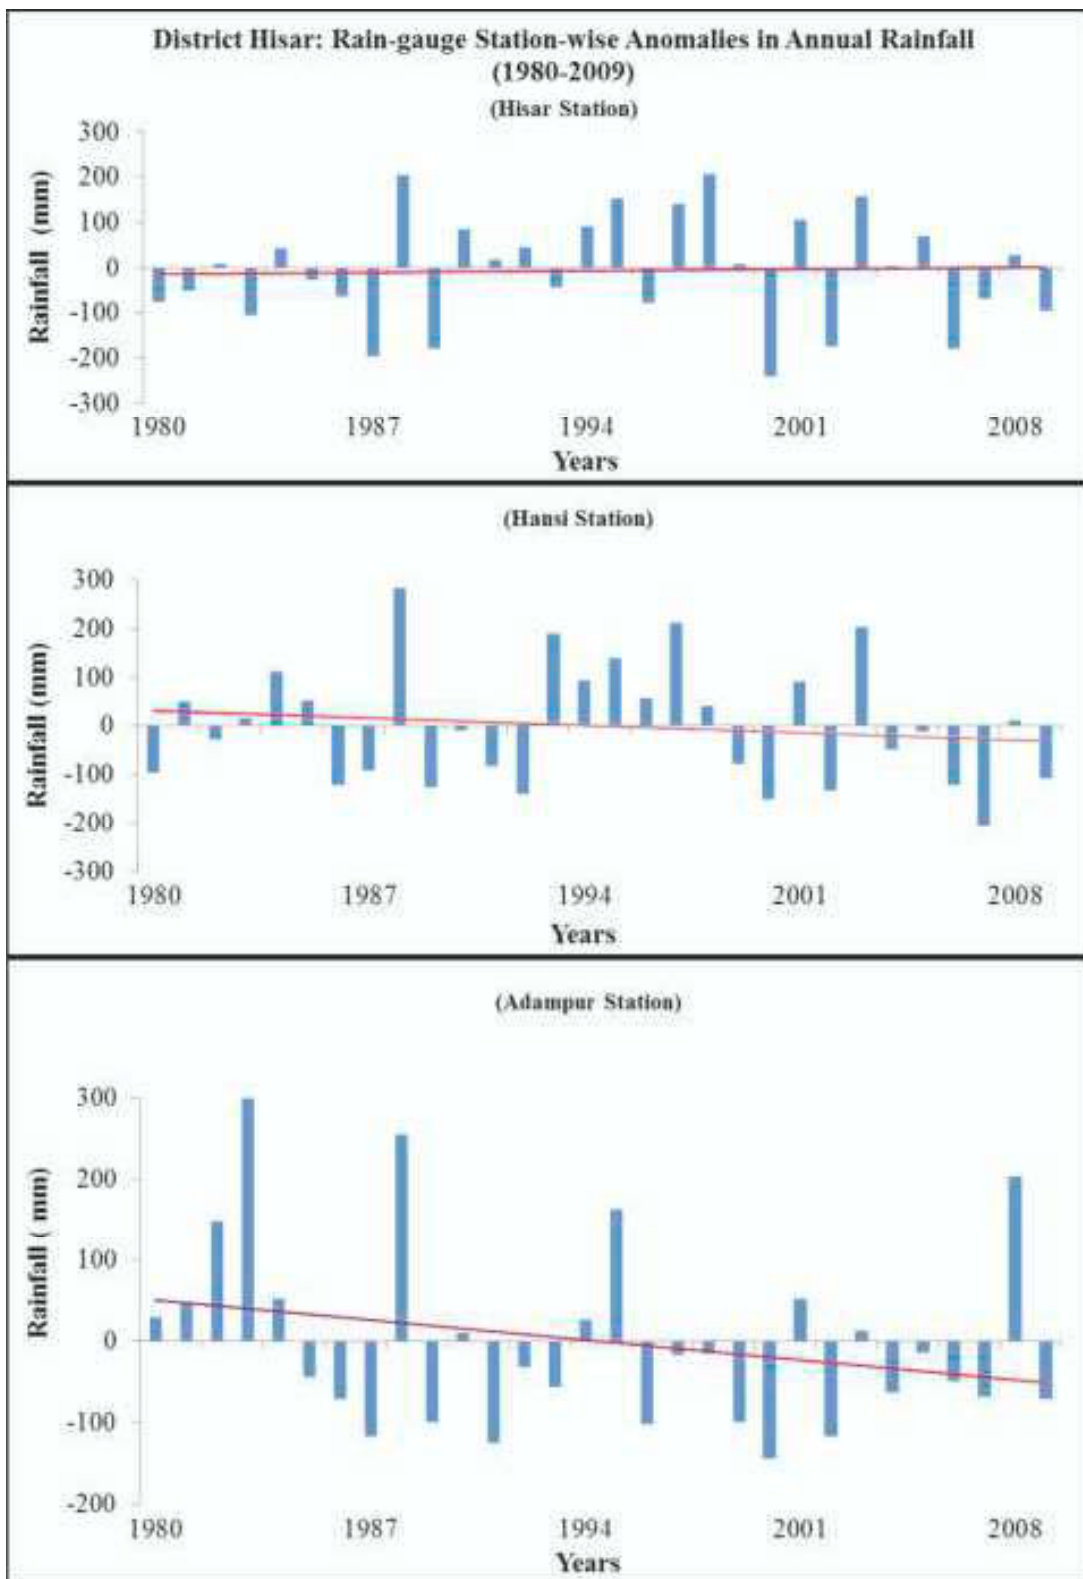 District Hisar: Rain-gauge Station-wise Anomalies in Annual Rainfall
(1980-2009)
(Hisar Station)
300
200
100
0
-100
-200
-300
Rainfall (mm)
1980 1987 1994 2001 2008
Years
(Hansi Station)
300
200
100
0
-100
-200
-300
Rainfall (mm)
1980 1987 1994 2001 2008
Years
(Adampur Station)
300
200
100
0
-100
-200
Rainfall ( mm)
1980 1987 1994 2001 2008
Years